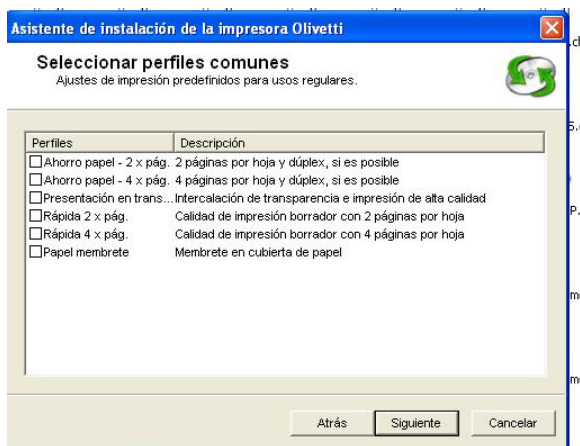 Asistente de instalación de la impresora Olivetti
Seleccionar perfiles comunes
Ajustes de impresión predefinidos para usos regulares.
Perfiles Descripción
Ahorro papel - 2 x pág. 2 páginas por hoja y dúplex, si es posible
Ahorro papel - 4 x pág. 4 páginas por hoja y dúplex, si es posible
Presentación en trans... Intercalación de transparencia e impresión de alta calidad
Rápida 2 x pág. Calidad de impresión borrador con 2 páginas por hoja
Rápida 4 x pág. Calidad de impresión borrador con 4 páginas por hoja
Papel membrete Membrete en cubierta de papel
Atrás Siguiente Cancelar